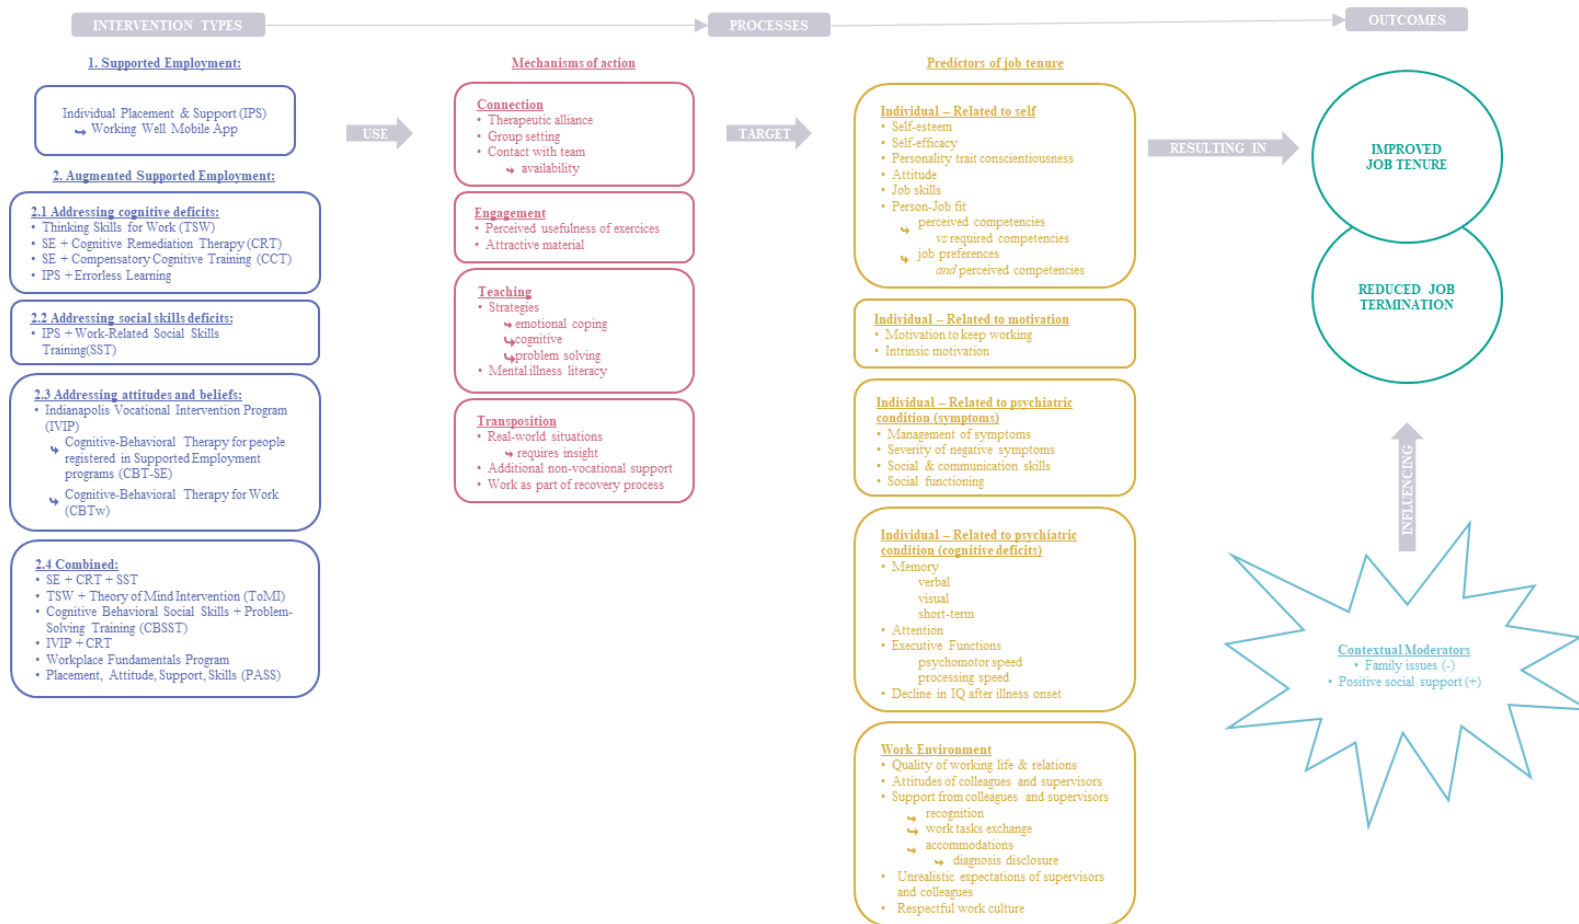 INTERVENTION TYPES
PROCESSES
OUTCOMES
1. Supported Employment:
Individual Placement & Support (IPS)
Working Well Mobile App
2. Augmented Supported Employment:
2.1 Addressing cognitive deficits:
• Thinking Skills for Work (TSW)
• SE + Cognitive Remediation Therapy (CRT)
• SE + Compensatory Cognitive Training (CCT)
• IPS + Errorless Learning
2.2 Addressing social skills deficits:
• IPS + Work-Related Social Skills
Training(SST)
2.3 Addressing attitudes and beliefs:
• Indianapolis Vocational Intervention Program
(IVIP)
Cognitive-Behavioral Therapy for people
registered in Supported Employment
programs (CBT-SE)
Cognitive-Behavioral Therapy for Work
(CBTw)
2.4 Combined:
• SE + CRT + SST
• TSW + Theory of Mind Intervention (ToMI)
• Cognitive Behavioral Social Skills + Problem-
Solving Training (CBSST)
• IVIP + CRT
• Workplace Fundamentals Program
• Placement, Attitude, Support, Skills (PASS)
USE
Mechanisms of action
Connection
• Therapeutic alliance
• Group setting
• Contact with team
availability
Engagement
• Perceived usefulness of exercices
• Attractive material
Teaching
• Strategies
emotional coping
cognitive
problem solving
• Mental illness literacy
Transposition
• Real-world situations
requires insight
• Additional non-vocational support
• Work as part of recovery process
TARGET
Predictors of job tenure
Individual – Related to self
• Self-esteem
• Self-efficacy
• Personality trait conscientiousness
• Attitude
• Job skills
• Person-Job fit
perceived competencies
vs required competencies
job preferences
and perceived competencies
Individual – Related to motivation
• Motivation to keep working
• Intrinsic motivation
Individual – Related to psychiatric
condition (symptoms)
• Management of symptoms
• Severity of negative symptoms
• Social & communication skills
• Social functioning
Individual – Related to psychiatric
condition (cognitive deficits)
• Memory
verbal
visual
short-term
• Attention
• Executive Functions
psychomotor speed
processing speed
• Decline in IQ after illness onset
Work Environment
• Quality of working life & relations
• Attitudes of colleagues and supervisors
• Support from colleagues and supervisors
recognition
work tasks exchange
accommodations
diagnosis disclosure
• Unrealistic expectations of supervisors
and colleagues
• Respectful work culture
RESULTING IN
IMPROVED
JOB TENURE
REDUCED JOB
TERMINATION
INFLUENCING
Contextual Moderators
• Family issues (-)
• Positive social support (+)